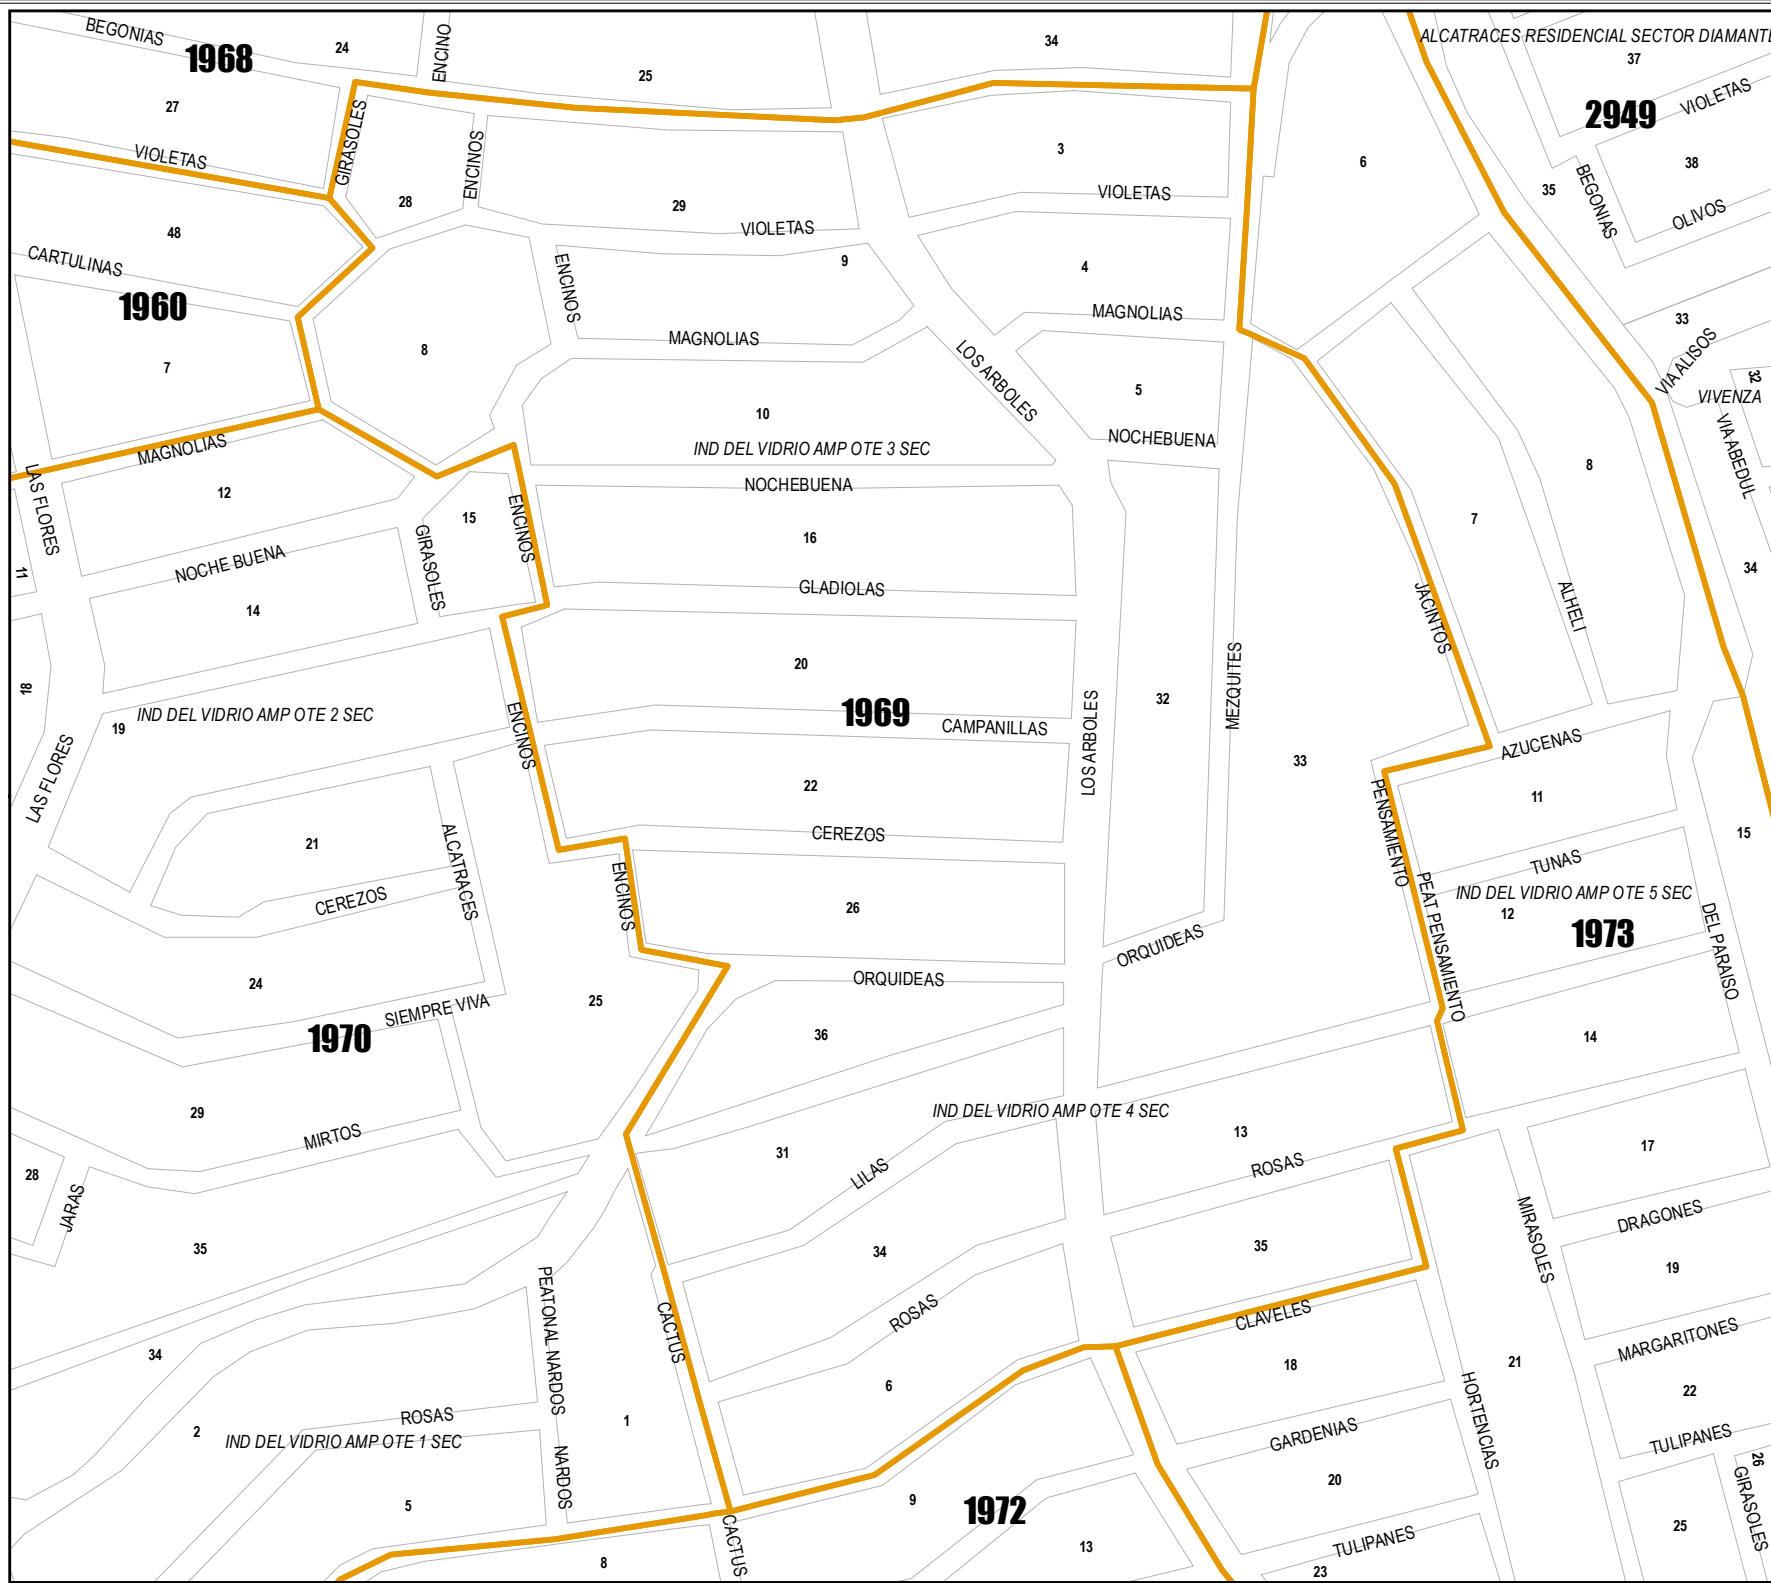 BEGONIAS
1968
24
ENCINO
25
34
ALCATRACES RESIDENCIAL SECTOR DIAMANTE
37
27
GIRASOLES
2949
VIOLETAS
VIOLETAS
28
ENCINOS
29
3
VIOLETAS
6
35
38
BEGONIAS
OLIVOS
48
CARTULINAS
VIOLETAS
9
4
ENCINOS
1960
MAGNOLIAS
MAGNOLIAS
33
8
7
LOS ARBOLES
5
VIA ALISOS
32
VIVENZA
10
NOCHEBUENA
IND DEL VIDRIO AMP OTE 3 SEC
MAGNOLIAS
VIA ABEDUL
8
LAS FLORES
12
NOCHEBUENA
15
ENCINOS
16
7
NOCHE BUENA
GIRASOLES
11
GLADIOLAS
34
14
JACINTOS
ALHELI
20
18
IND DEL VIDRIO AMP OTE 2 SEC
19
1969
CAMPANILLAS
32
MEZQUITES
ENCINOS
LOS ARBOLES
AZUCENAS
33
LAS FLORES
22
11
PENSAMIENTO
CEREZOS
15
21
ALCATRACES
TUNAS
CEREZOS
ENCINOS
26
PEAT PENSAMIENTO
IND DEL VIDRIO AMP OTE 5 SEC
12
1973
DEL PARAISO
ORQUIDEAS
ORQUIDEAS
24
SIEMPRE VIVA
25
1970
36
14
29
MIRTOS
IND DEL VIDRIO AMP OTE 4 SEC
13
31
17
28
LILAS
ROSAS
JARAS
MIRASOLES
DRAGONES
35
34
35
19
PEATONAL NARDOS
ROSAS
CACTUS
CLAVELES
MARGARITONES
34
18
21
6
22
HORTENCIAS
ROSAS
1
2
IND DEL VIDRIO AMP OTE 1 SEC
GARDENIAS
TULIPANES
NARDOS
20
26
GIRASOLES
5
9
1972
25
CACTUS
TULIPANES
8
13
23